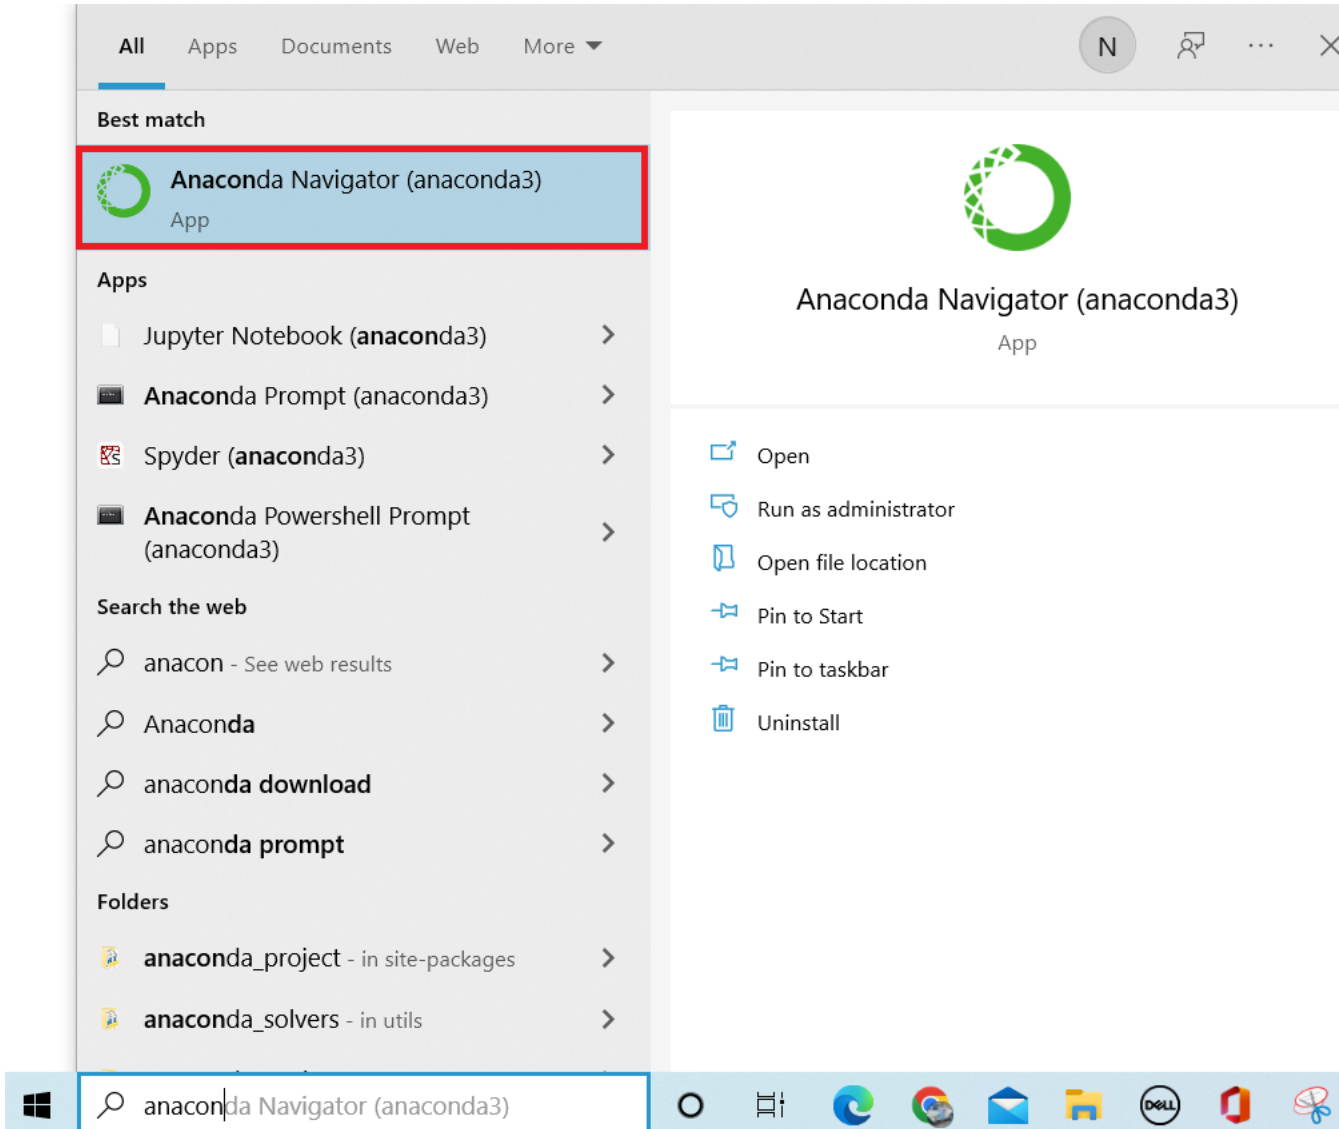 All Apps Documents Web More N
Best match
Anaconda Navigator (anaconda3)
App
Apps
Jupyter Notebook (anaconda3)
Anaconda Prompt (anaconda3)
Spyder (anaconda3)
Anaconda Powershell Prompt
(anaconda3)
Search the web
anacon - See web results
Anaconda
anaconda download
anaconda prompt
Folders
anaconda_project - in site-packages
anaconda_solvers - in utils
Anaconda Navigator (anaconda3)
App
Open
Run as administrator
Open file location
Pin to Start
Pin to taskbar
Uninstall
anaconda Navigator (anaconda3)
DELL